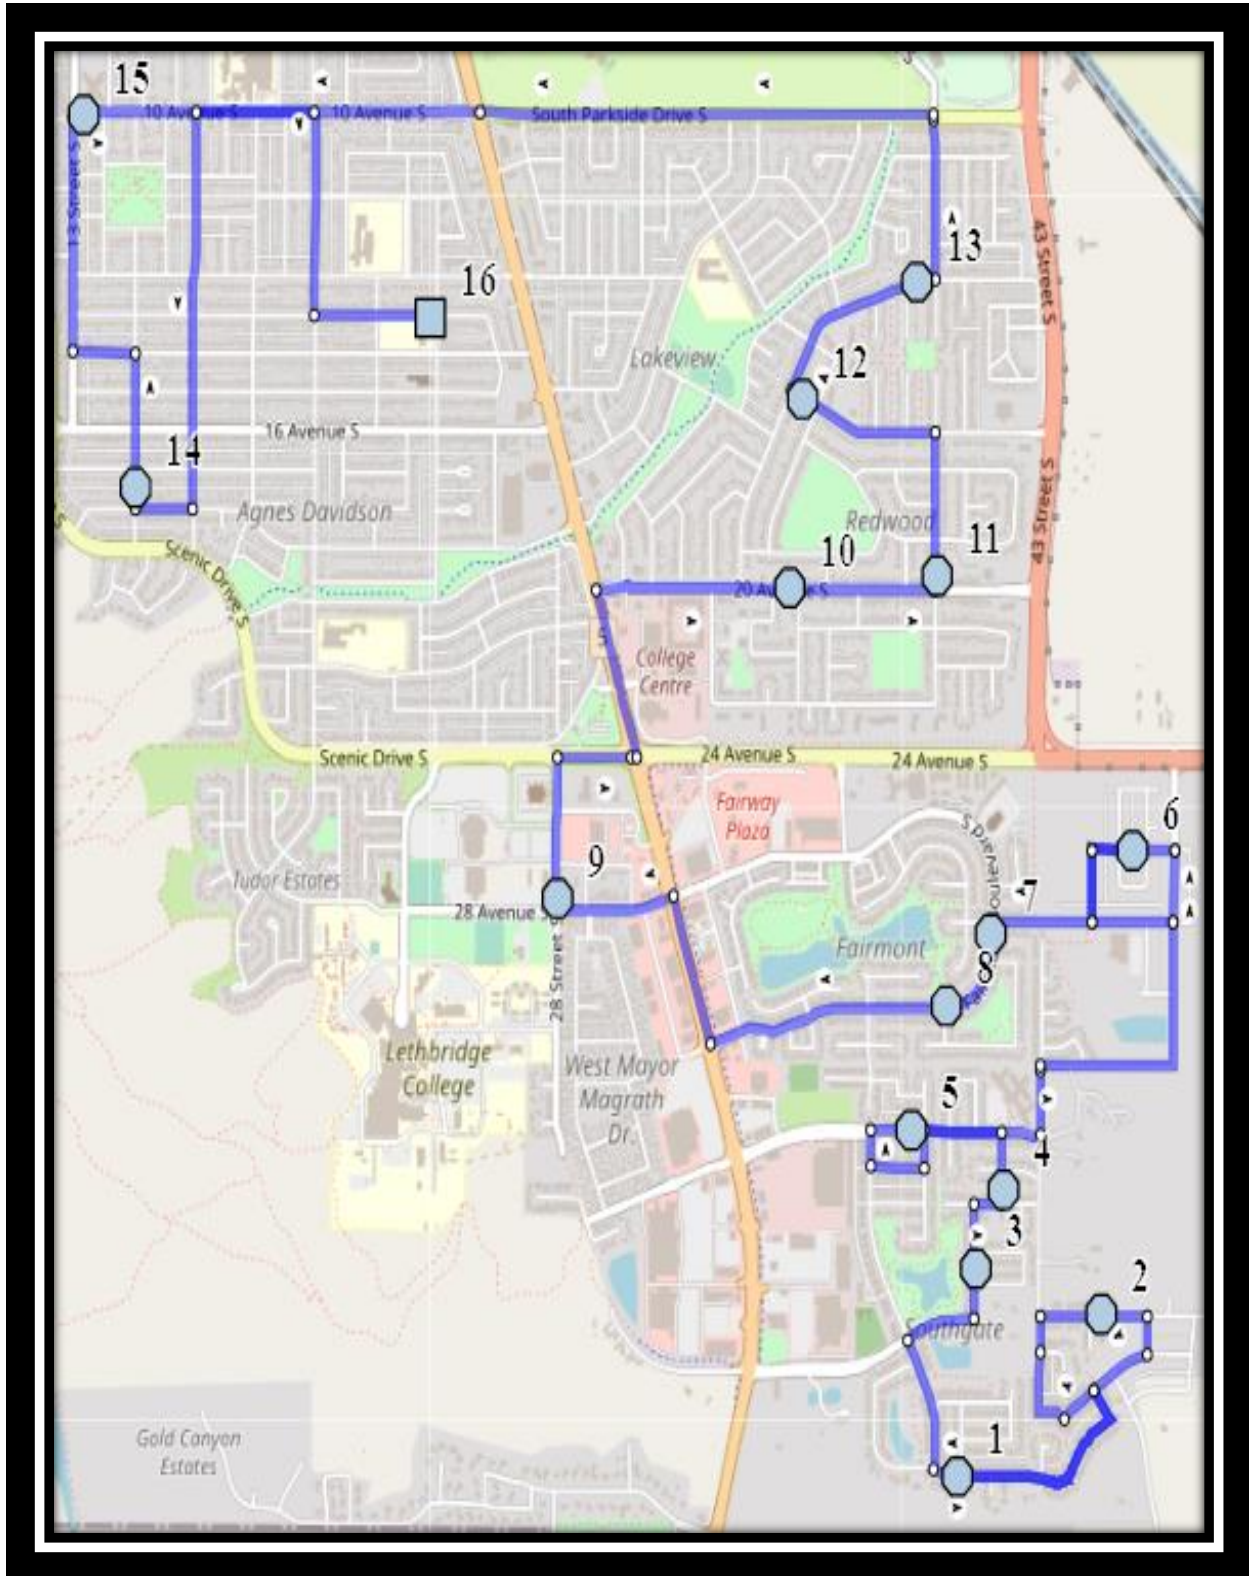 15
10 Avenue S
10 Avenue S
South Parkside Drive S
13 Street S
13
43 Street S
16
Lakeview
12
16 Avenue S
14
Agnes Davidson
Redwood
43 Street S
Scenic Drive S
10
11
20 Av e S
College
Centre
Scenic Drive S
24 Avenue S
24 Avenue S
Fairway
Plaza
6
Tudor Estates
9
7
28 Avenue S
Fairmont
8
28 Street S
Lethbridge
College
West Mayor
Magrath
Dr.
5
4
3
2
Southgate
1
Gold Canyon
Estates